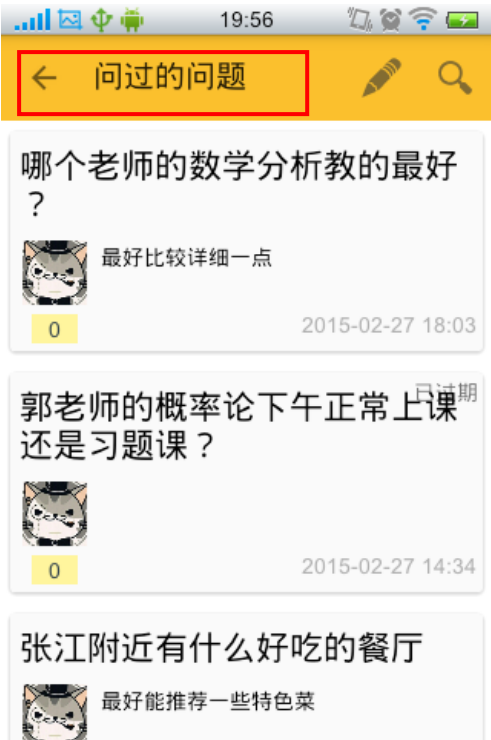 19:56
问过的问题
哪个老师的数学分析教的最好
？
最好比较详细一点
0
2015-02-27 18:03
已过期
郭老师的概率论下午正常上课
还是习题课？
0
2015-02-27 14:34
张江附近有什么好吃的餐厅
最好能推荐一些特色菜